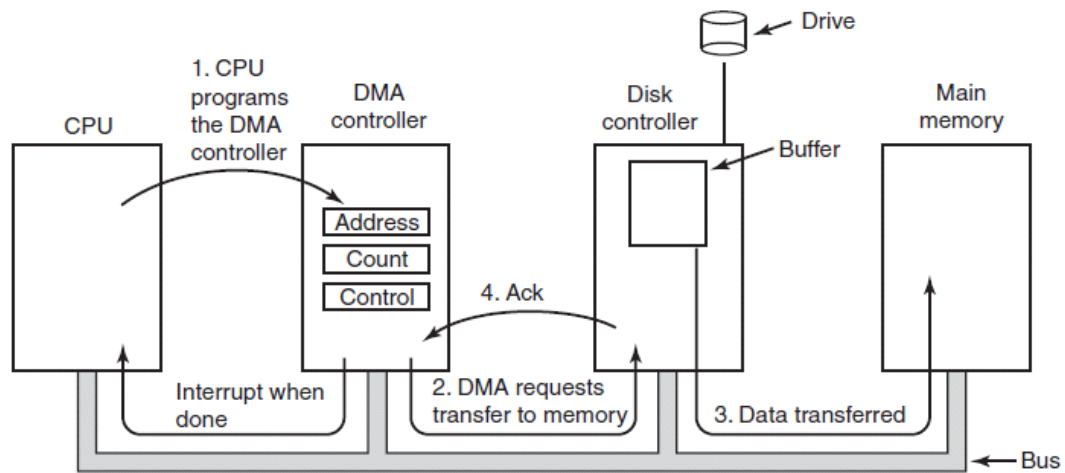 Drive
1. CPU
programs
the DMA
controller
CPU
DMA
controller
Disk
controller
Main
memory
Buffer
Address
Count
Control
4. Ack
Interrupt when
done
2. DMA requests
transfer to memory
3. Data transferred
Bus